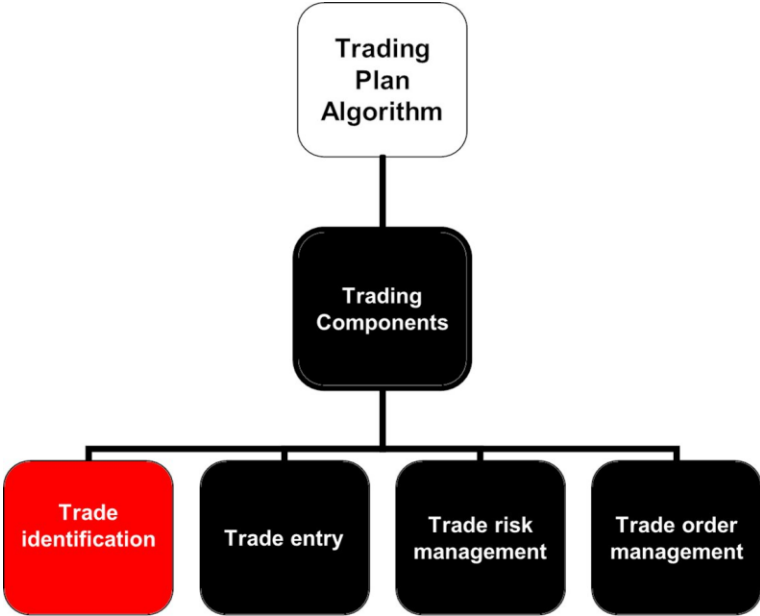 Trading
Plan
Algorithm
Trading
Components
Trade
identification
Trade entry
Trade risk
management
Trade order
management